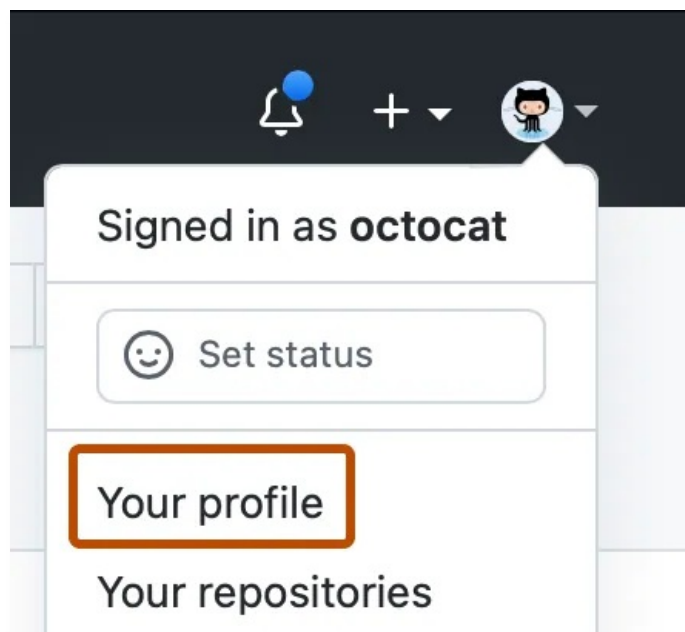 Signed in as octocat
Set status
Your profile
Your repositories